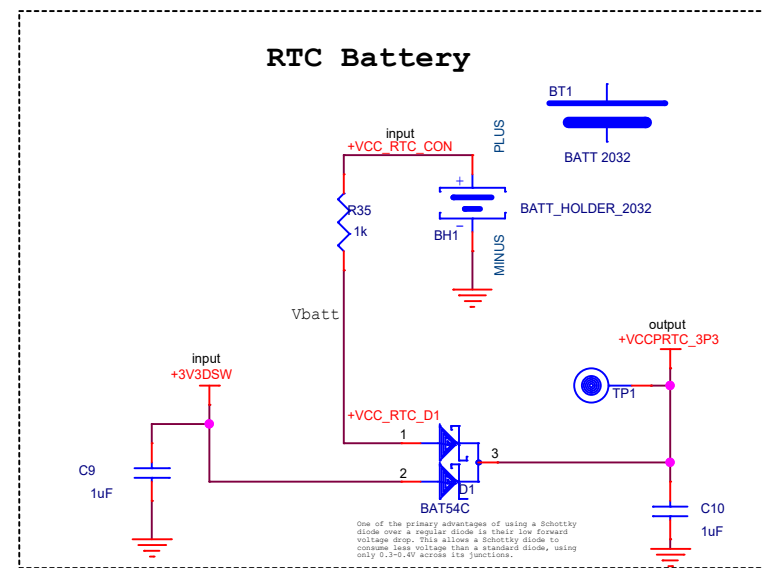 RTC Battery
BT1
BATT 2032
input
+VCC_RTC_CON
PLUS
+
R35
1k
BATT_HOLDER_2032
BH1
−
MINUS
Vbatt
output
+VCCPRTC_3P3
input
+3V3DSW
TP1
+VCC_RTC_D1
1
3
2
C9
1uF
D1
BAT54C
C10
1uF
One of the primary advantages of using a Schottky
diode over a regular diode is their low forward
voltage drop. This allows a Schottky diode to
consume less voltage than a standard diode, using
only 0.3-0.4V across its junctions.